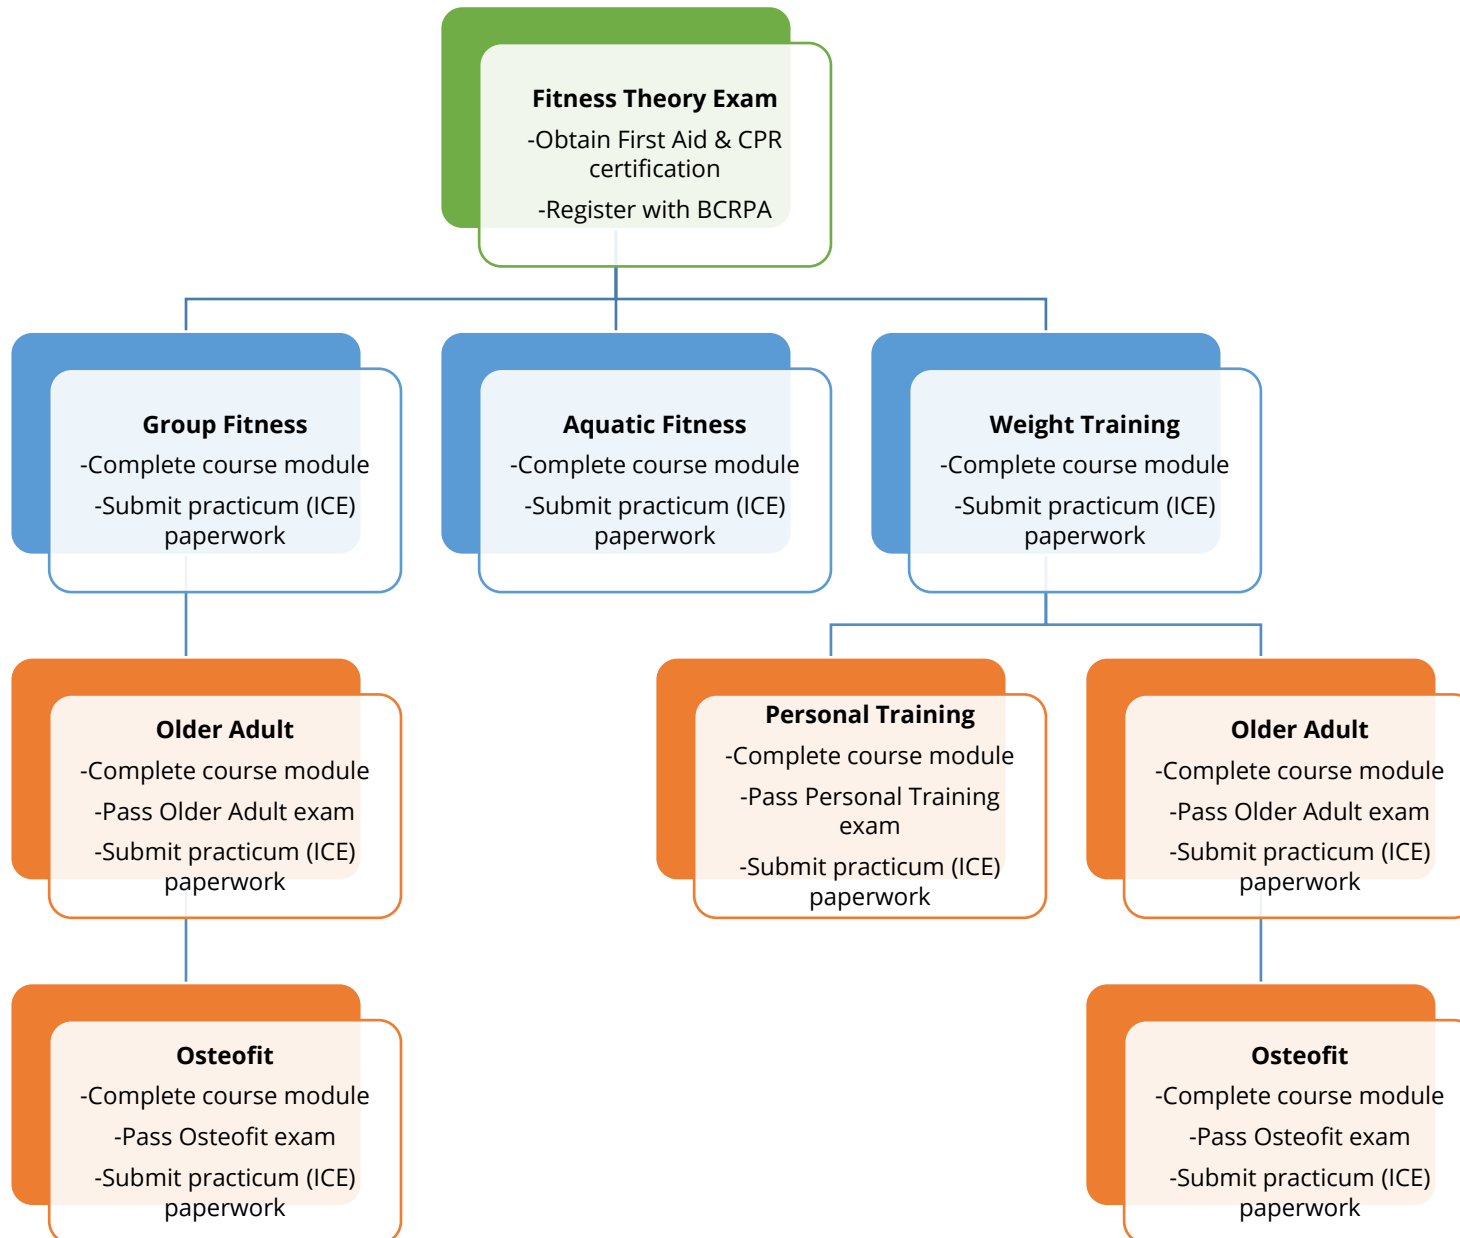 Fitness Theory Exam
-Obtain First Aid & CPR
certification
-Register with BCRPA
Group Fitness
-Complete course module
-Submit practicum (ICE)
paperwork
Aquatic Fitness
-Complete course module
-Submit practicum (ICE)
paperwork
Weight Training
-Complete course module
-Submit practicum (ICE)
paperwork
Older Adult
-Complete course module
-Pass Older Adult exam
-Submit practicum (ICE)
paperwork
Personal Training
-Complete course module
-Pass Personal Training
exam
-Submit practicum (ICE)
paperwork
Older Adult
-Complete course module
-Pass Older Adult exam
-Submit practicum (ICE)
paperwork
Osteofit
-Complete course module
-Pass Osteofit exam
-Submit practicum (ICE)
paperwork
Osteofit
-Complete course module
-Pass Osteofit exam
-Submit practicum (ICE)
paperwork